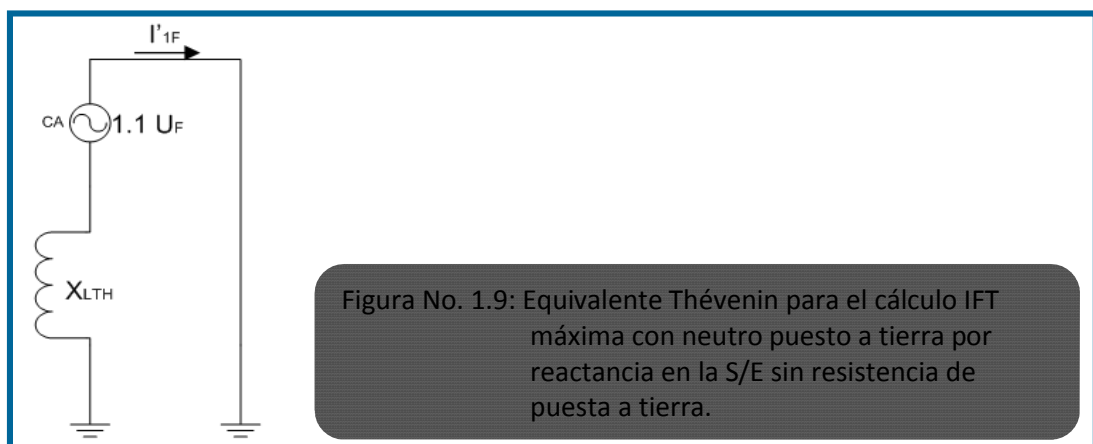 I'1F
CA 1.1 UF
XLTH
Figura No. 1.9: Equivalente Thévenin para el cálculo IFT
máxima con neutro puesto a tierra por
reactancia en la S/E sin resistencia de
puesta a tierra.